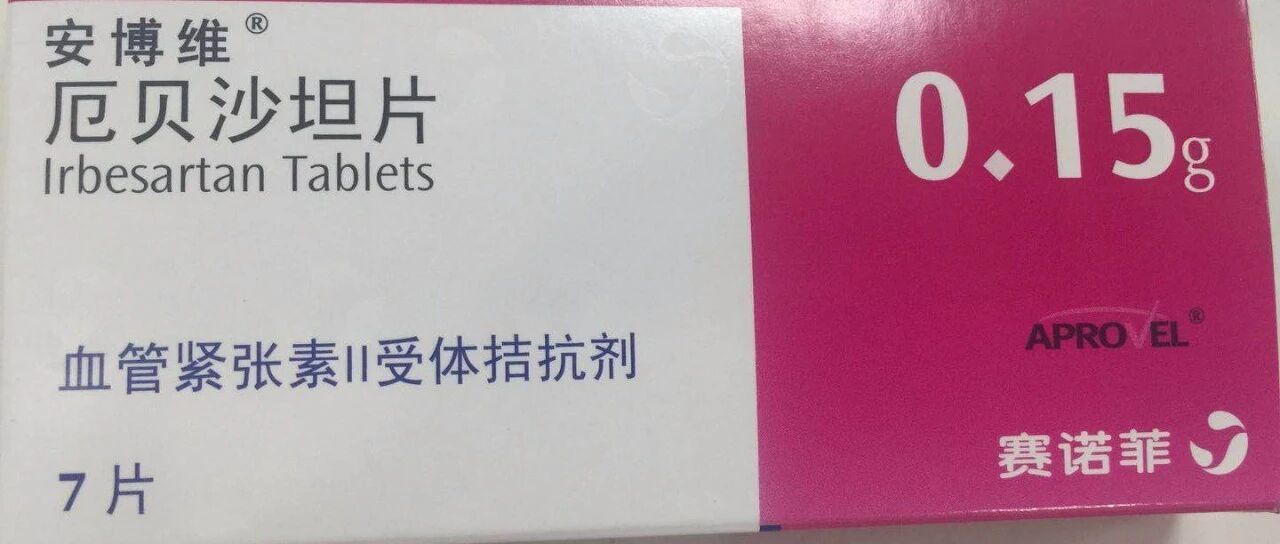 安博维®
厄贝沙坦片
Irbesartan Tablets
0.15g
血管紧张素II受体拮抗剂
7片
APROVEL®
赛诺菲